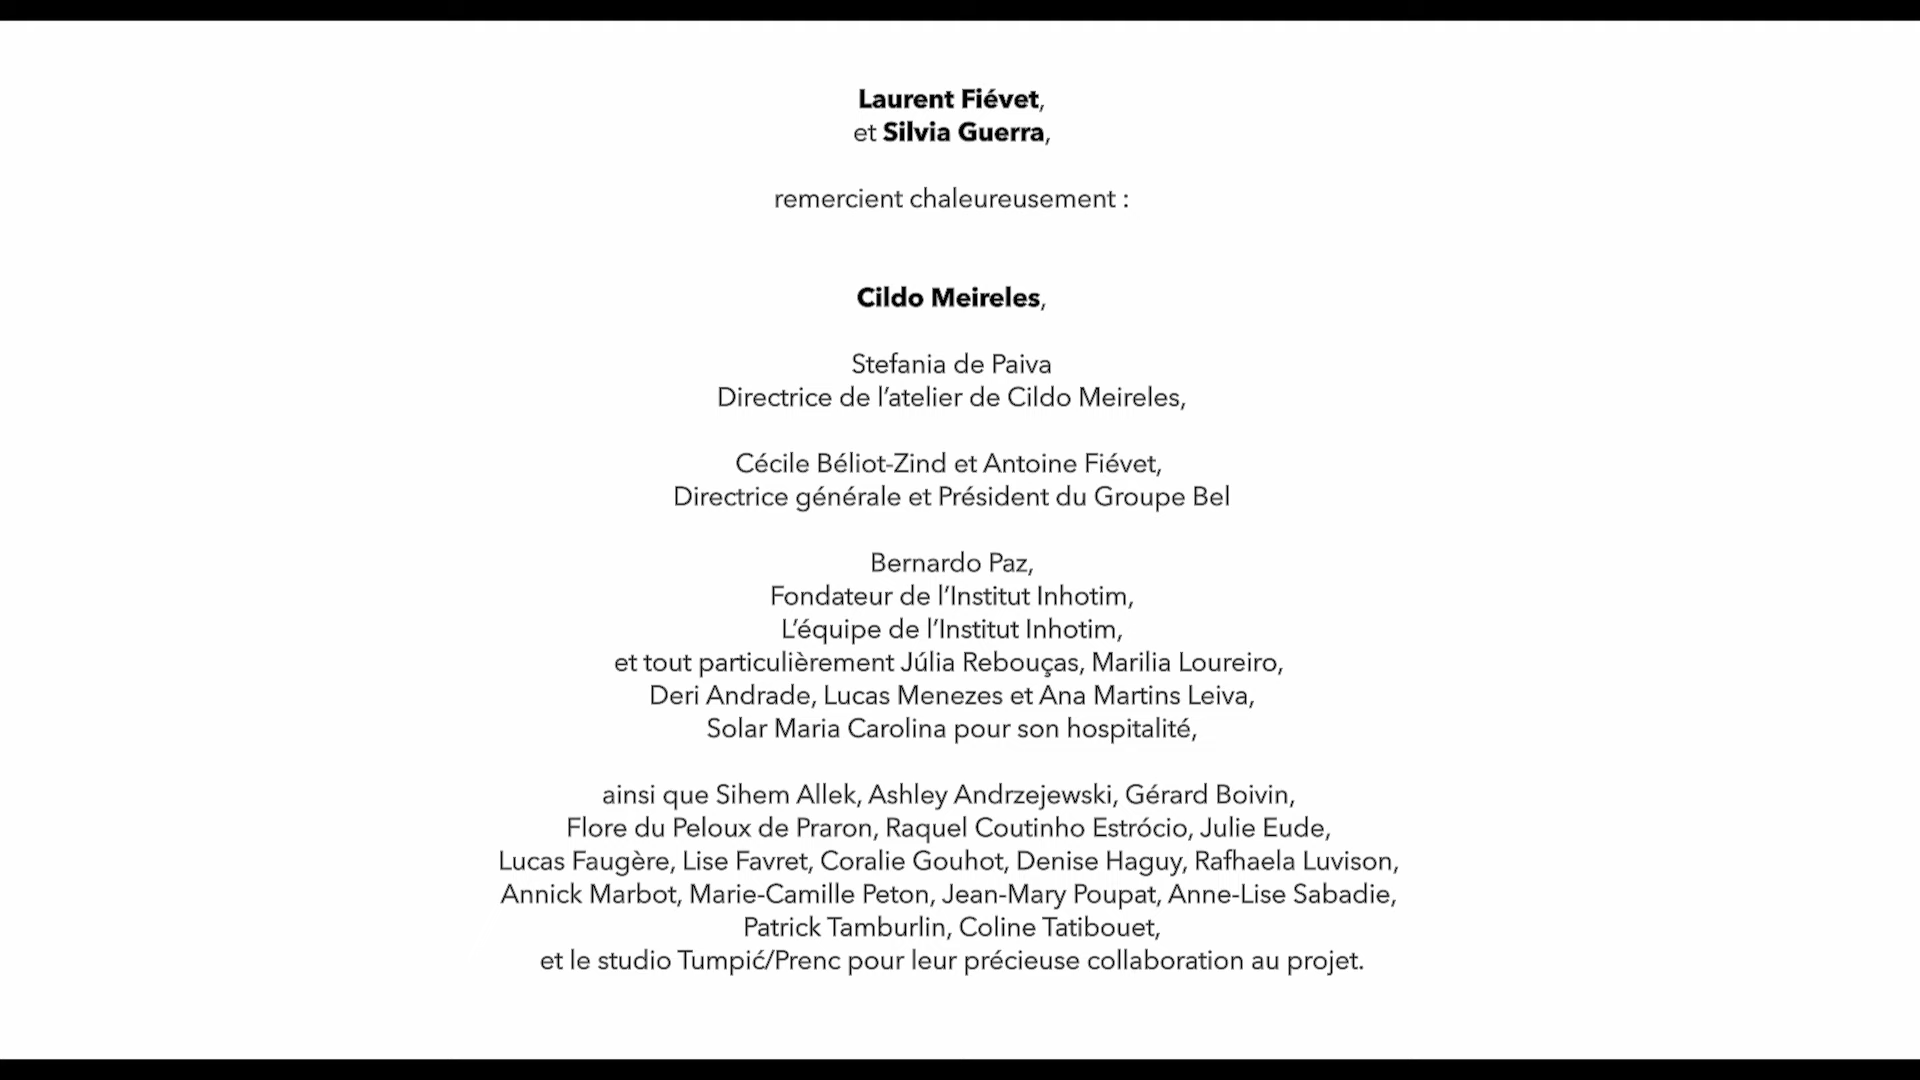 Laurent Fiévet,
et Silvia Guerra,
remercient chaleureusement :
Cildo Meireles,
Stefania de Paiva
Directrice de l’atelier de Cildo Meireles,
Cécile Béliot-Zind et Antoine Fiévet,
Directrice générale et Président du Groupe Bel
Bernardo Paz,
Fondateur de l’Institut Inhotim,
L’équipe de l’Institut Inhotim,
et tout particulièrement Júlia Rebouças, Marilia Loureiro,
Deri Andrade, Lucas Menezes et Ana Martins Leiva,
Solar Maria Carolina pour son hospitalité,
ainsi que Sihem Allek, Ashley Andrzejewski, Gérard Boivin,
Flore du Peloux de Praron, Raquel Coutinho Estrócio, Julie Eude,
Lucas Faugère, Lise Favret, Coralie Gouhot, Denise Haguy, Rafhaela Luvison,
Annick Marbot, Marie-Camille Peton, Jean-Mary Poupat, Anne-Lise Sabadie,
Patrick Tamburlin, Coline Tatibouet,
et le studio Tumpić/Prenc pour leur précieuse collaboration au projet.